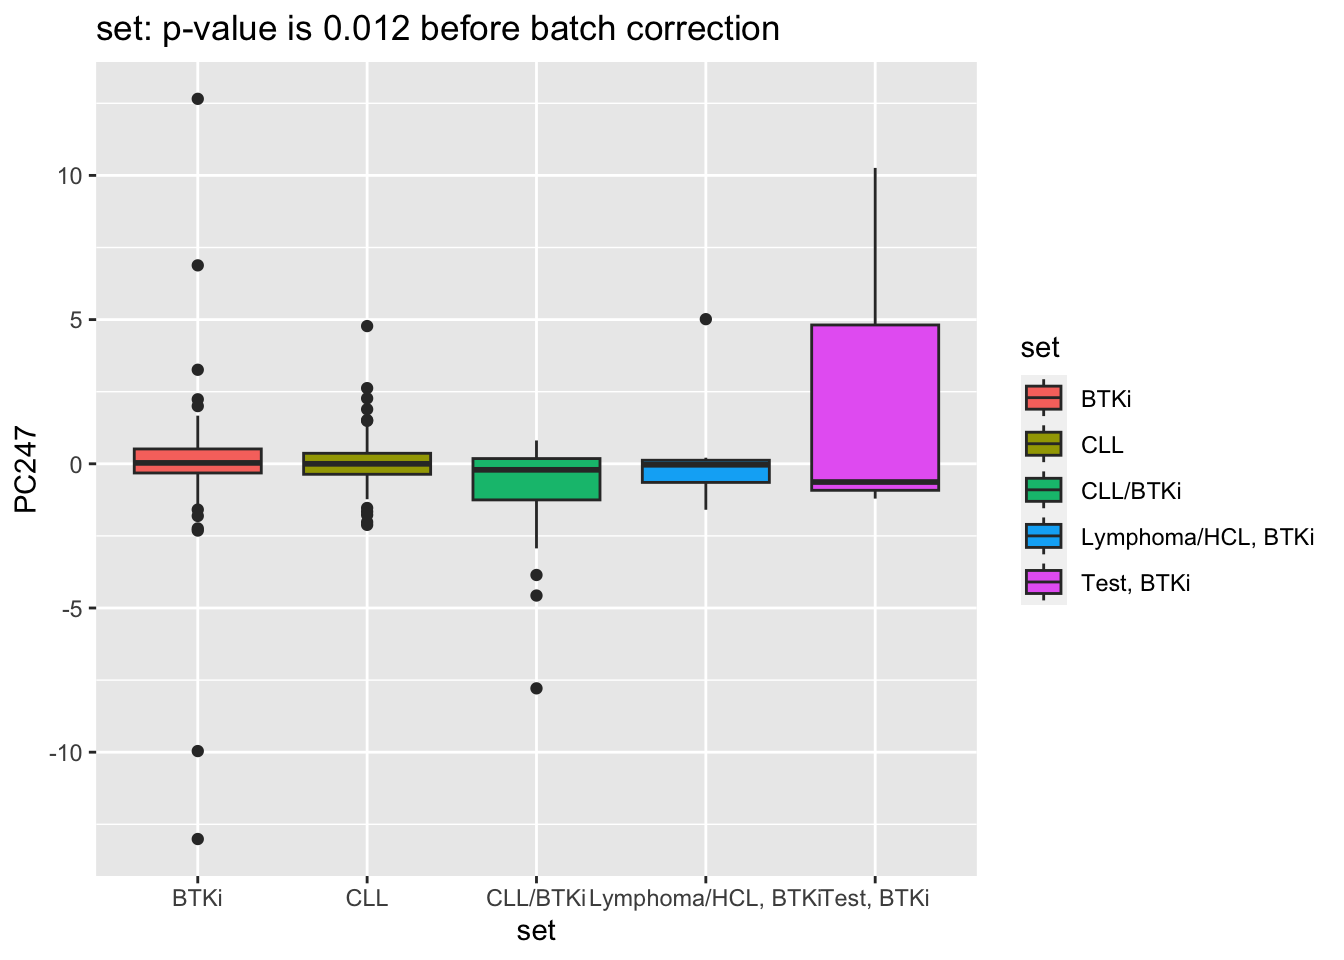 set: p-value is 0.012 before batch correction
PC247
10
5
0
-5
-10
BTKi
CLL
CLL/BTKi
Lymphoma/HCL, BTKi
Test, BTKi
set
set
BTKi
CLL
CLL/BTKi
Lymphoma/HCL, BTKi
Test, BTKi